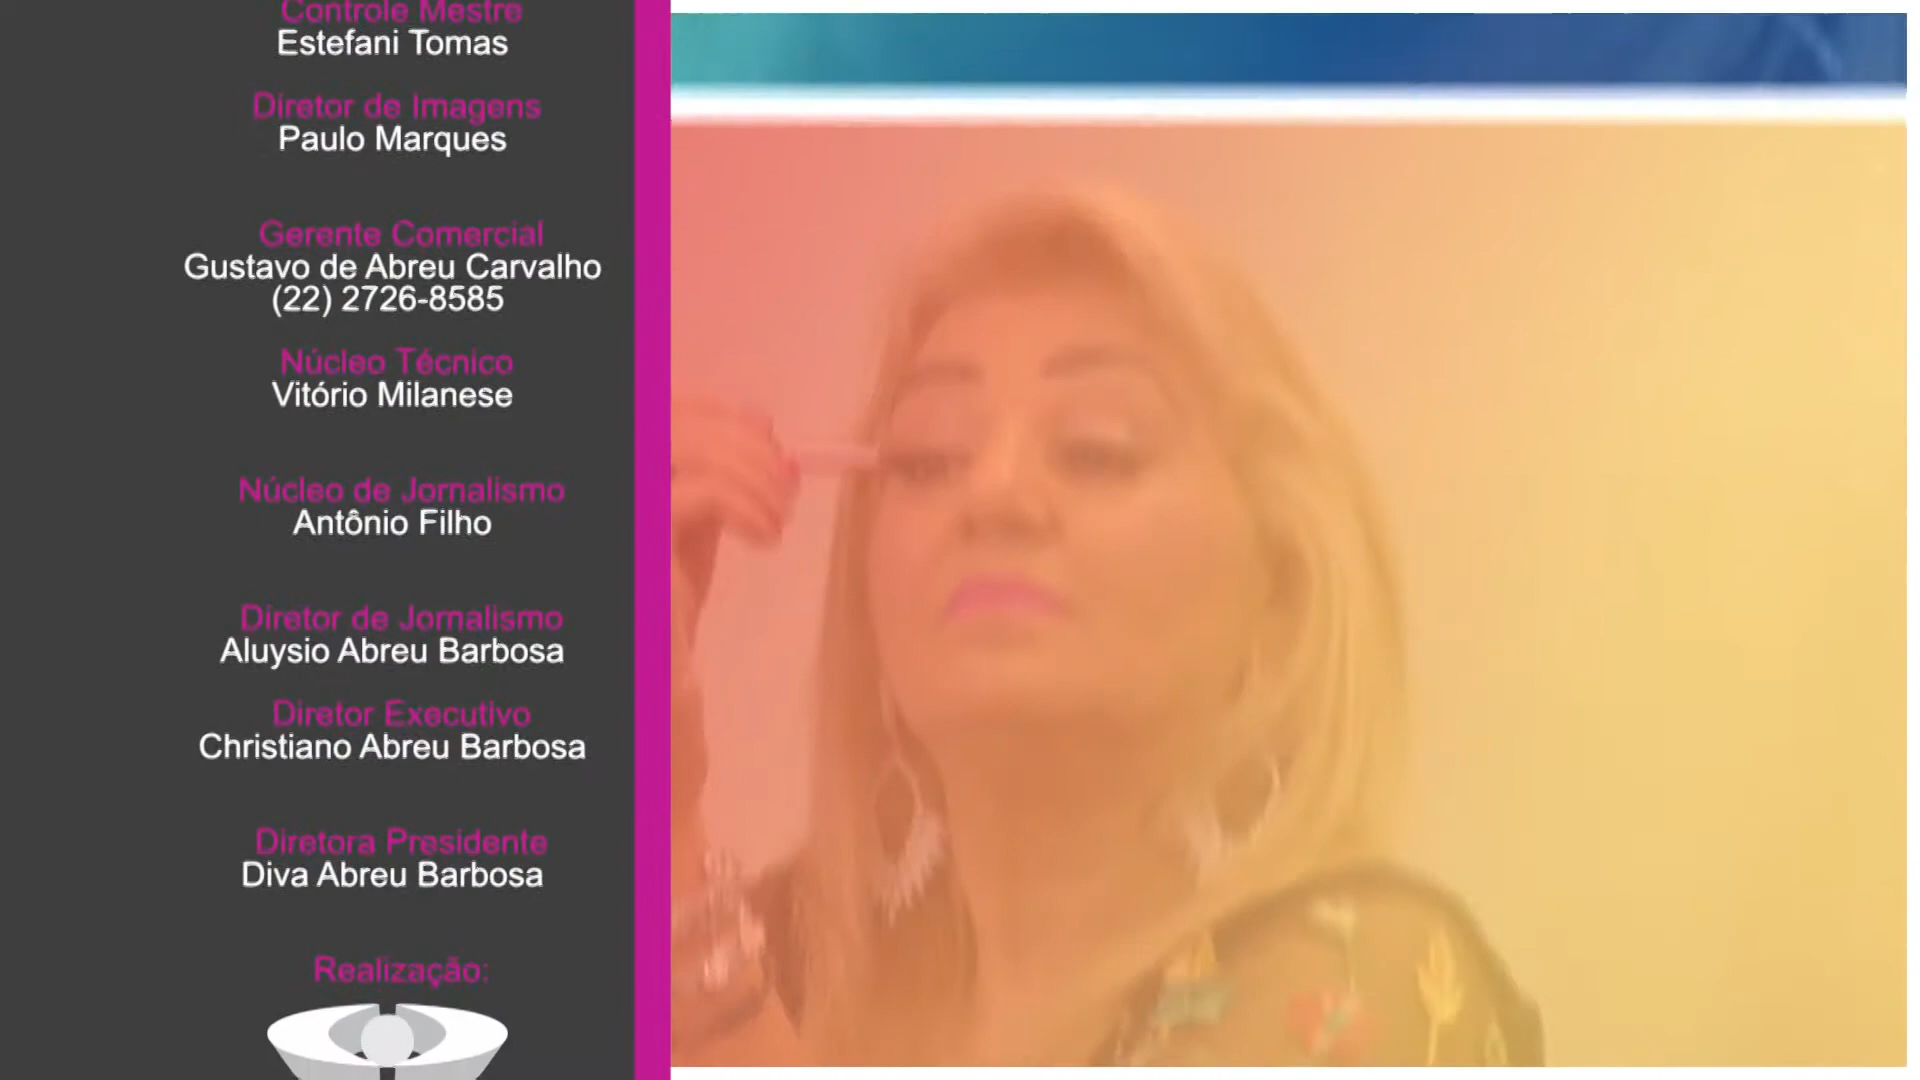 Controle Mestre
Estefani Tomas
Diretor de Imagens
Paulo Marques
Gerente Comercial
Gustavo de Abreu Carvalho
(22) 2726-8585
Núcleo Técnico
Vitório Milanese
Núcleo de Jornalismo
Antônio Filho
Diretor de Jornalismo
Aluysio Abreu Barbosa
Diretor Executivo
Christiano Abreu Barbosa
Diretora Presidente
Diva Abreu Barbosa
Realização: